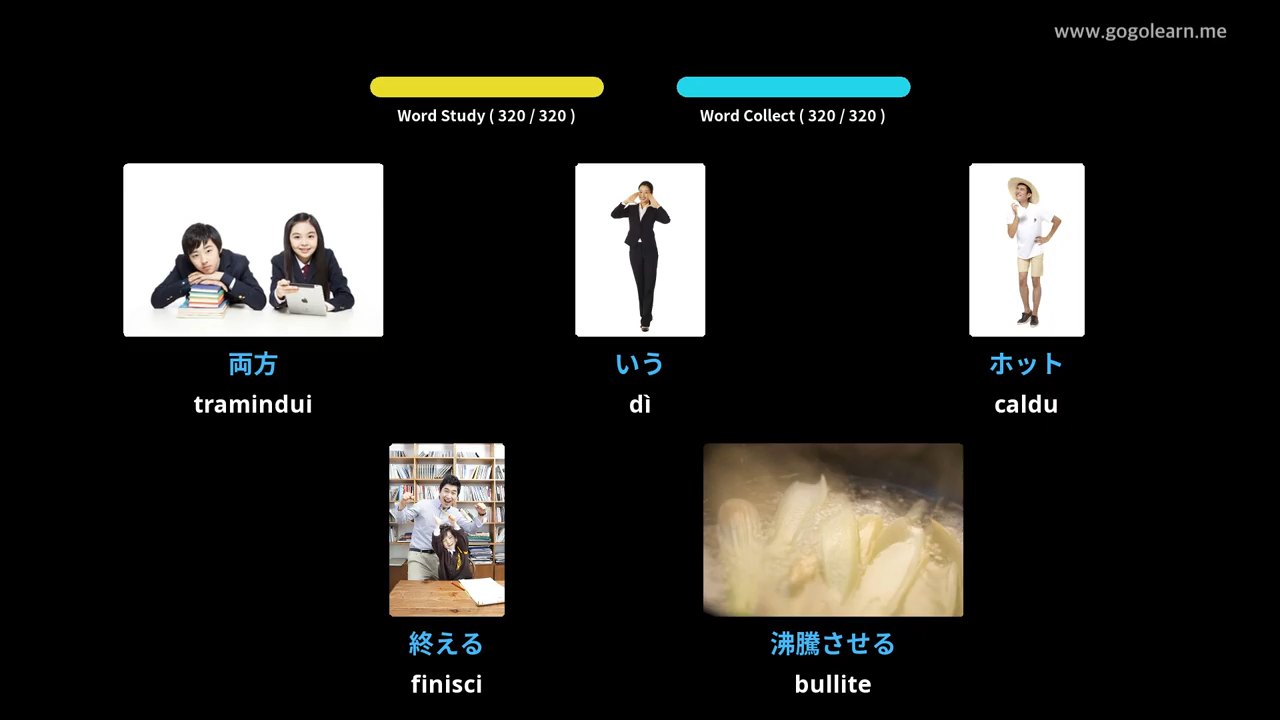 www.gogolearn.me
Word Study ( 320 / 320 )
Word Collect ( 320 / 320 )
両方
いう
ホット
tramindui
dì
caldu
終える
沸騰させる
finisci
bullite